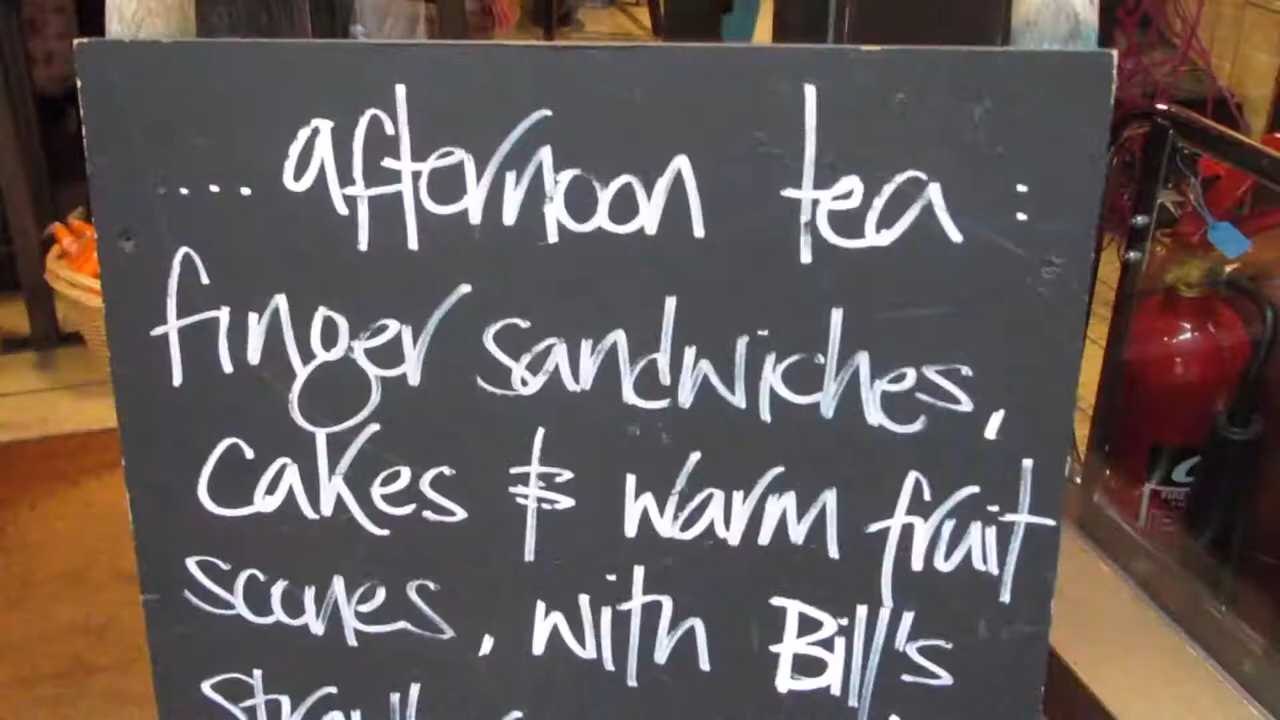 ... afternoon tea :
finger sandwiches,
cakes & warm fruit
scones, with Bill's